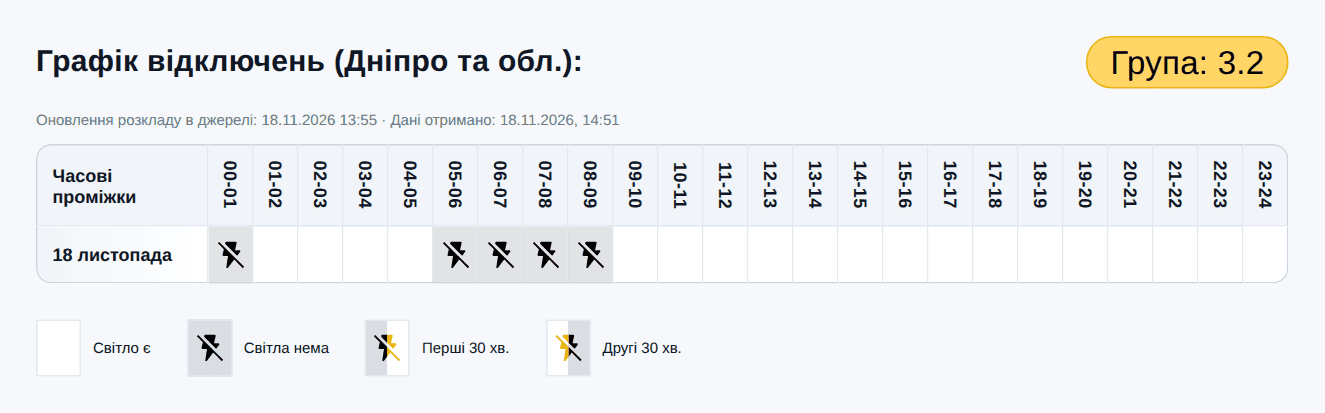 Графік відключень (Дніпро та обл.):
Група: 3.2
Оновлення розкладу в джерелі: 18.11.2026 13:55 · Дані отримано: 18.11.2026, 14:51
Часові
проміжки
00-01 01-02 02-03 03-04 04-05 05-06 06-07 07-08 08-09 09-10 10-11 11-12 12-13 13-14 14-15 15-16 16-17 17-18 18-19 19-20 20-21 21-22 22-23 23-24
18 листопада
Світло є
Світла нема
Перші 30 хв.
Другі 30 хв.